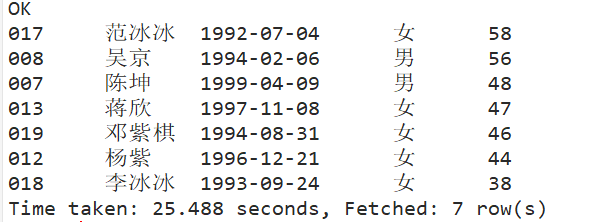 OK
017 范冰冰 1992-07-04 女 58
008 吴京 1994-02-06 男 56
007 陈坤 1999-04-09 男 48
013 蒋欣 1997-11-08 女 47
019 邓紫棋 1994-08-31 女 46
012 杨紫 1996-12-21 女 44
018 李冰冰 1993-09-24 女 38
Time taken: 25.488 seconds, Fetched: 7 row(s)